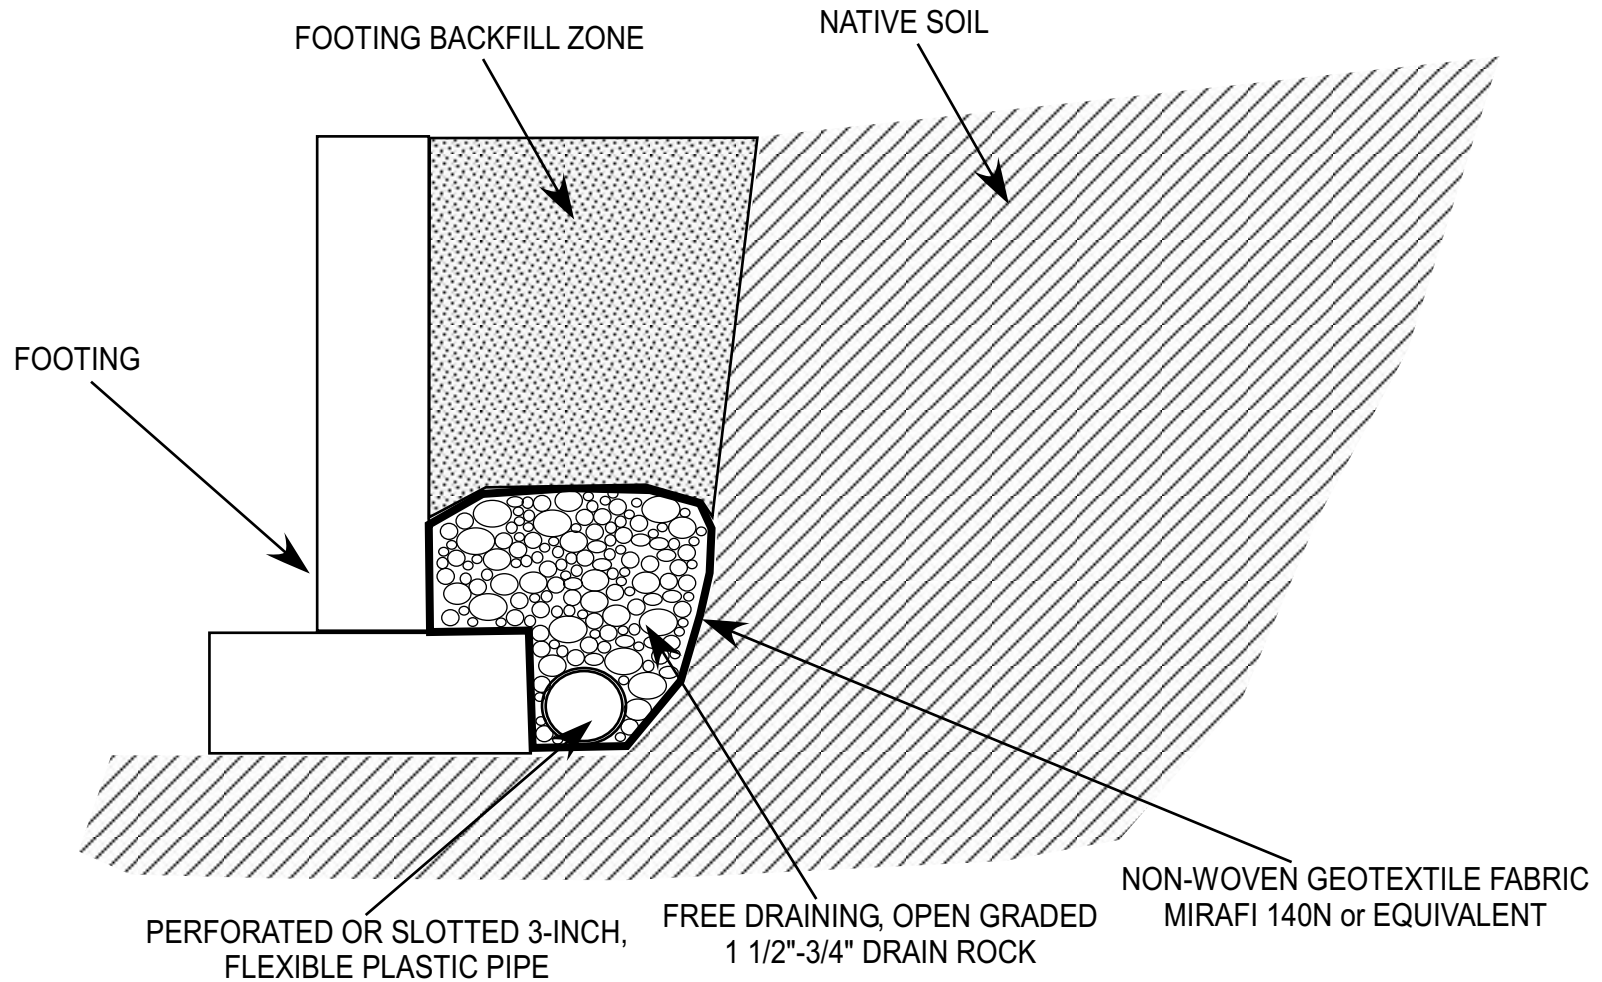 FOOTING BACKFILL ZONE
NATIVE SOIL
FOOTING
PERFORATED OR SLOTTED 3-INCH,
FLEXIBLE PLASTIC PIPE
FREE DRAINING, OPEN GRADED
1 1/2"-3/4" DRAIN ROCK
NON-WOVEN GEOTEXTILE FABRIC
MIRAFI 140N or EQUIVALENT